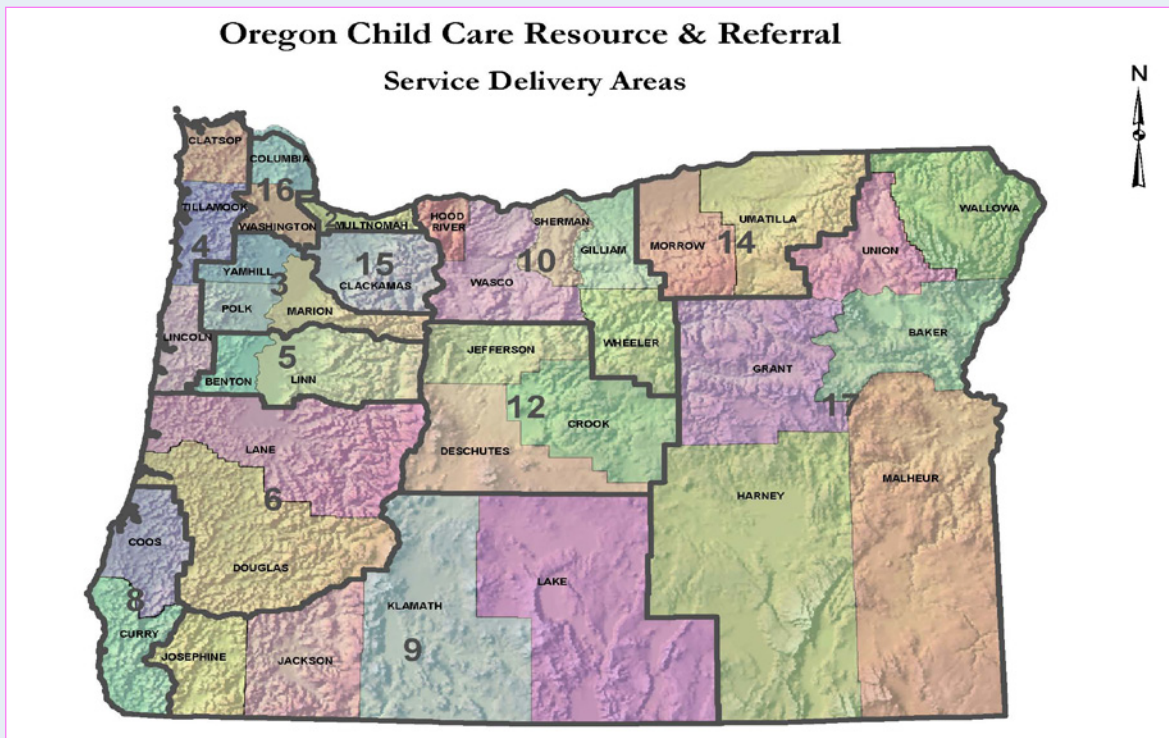 Oregon Child Care Resource & Referral
Service Delivery Areas
N
CLATSOP
COLUMBIA
16
TILLAMOOK
WASHINGTON
2
MULTNOMAH
HOOD
RIVER
SHERMAN
GILLIAM
MORROW
UMATILLA
14
WALLOWA
UNION
4
YAMHILL
3
15
CLACKAMAS
10
WASCO
POLK
MARION
LINCOLN
5
BENTON
LINN
JEFFERSON
WHEELER
GRANT
BAKER
12
CROOK
17
LANE
DESCHUTES
MALHEUR
HARNEY
6
COOS
DOUGLAS
8
CURRY
JOSEPHINE
JACKSON
KLAMATH
9
LAKE